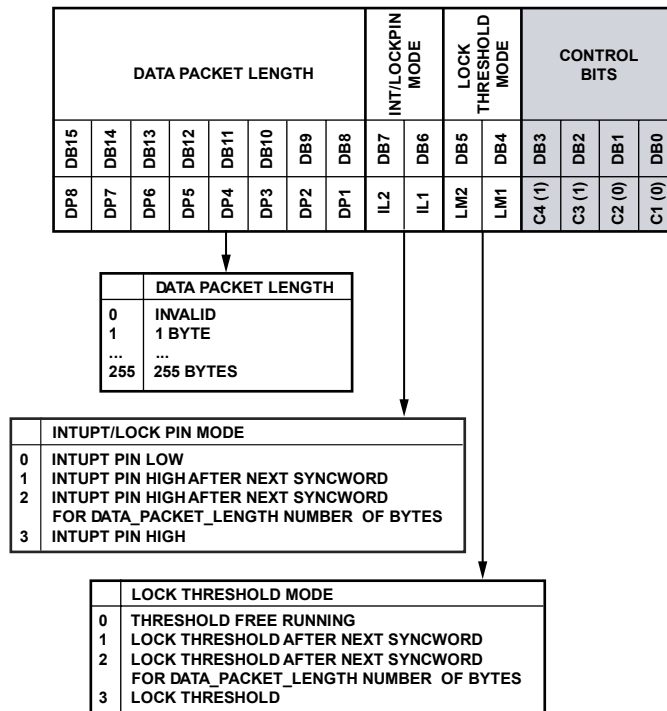 DATA PACKET LENGTH
INT/LOCKPIN
MODE
LOCK
THRESHOLD
MODE
CONTROL
BITS
DB15 DB14 DB13 DB12 DB11 DB10 DB9 DB8 DB7 DB6 DB5 DB4 DB3 DB2 DB1 DB0
DP8 DP7 DP6 DP5 DP4 DP3 DP2 DP1 IL2 IL1 LM2 LM1 C4 (1) C3 (1) C2 (0) C1 (0)
DATA PACKET LENGTH
0 INVALID
1 1 BYTE
... ...
255 255 BYTES
INTUPT/LOCK PIN MODE
0 INTUPT PIN LOW
1 INTUPT PIN HIGH AFTER NEXT SYNCWORD
2 INTUPT PIN HIGH AFTER NEXT SYNCWORD
FOR DATA_PACKET_LENGTH NUMBER OF BYTES
3 INTUPT PIN HIGH
LOCK THRESHOLD MODE
0 THRESHOLD FREE RUNNING
1 LOCK THRESHOLD AFTER NEXT SYNCWORD
2 LOCK THRESHOLD AFTER NEXT SYNCWORD
FOR DATA_PACKET_LENGTH NUMBER OF BYTES
3 LOCK THRESHOLD